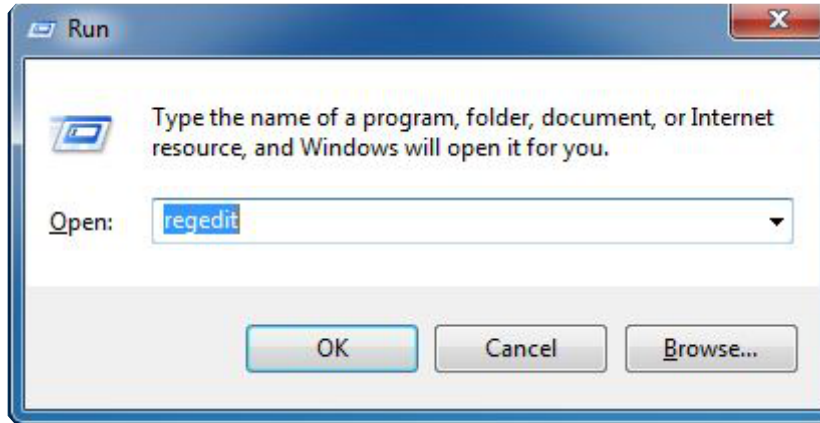 Run
Type the name of a program, folder, document, or Internet
resource, and Windows will open it for you.
Open: regedit
OK Cancel Browse...